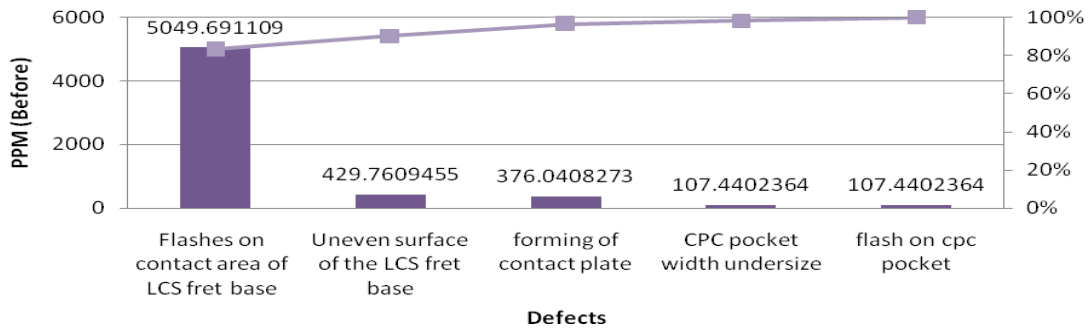 PPM (Before)
6000
4000
2000
0
5049.691109
429.7609455
376.0408273
107.4402364
107.4402364
100%
80%
60%
40%
20%
0%
Flashes on
contact area of
LCS fret base
Uneven surface
of the LCS fret
base
forming of
contact plate
CPC pocket
width undersize
flash on cpc
pocket
Defects